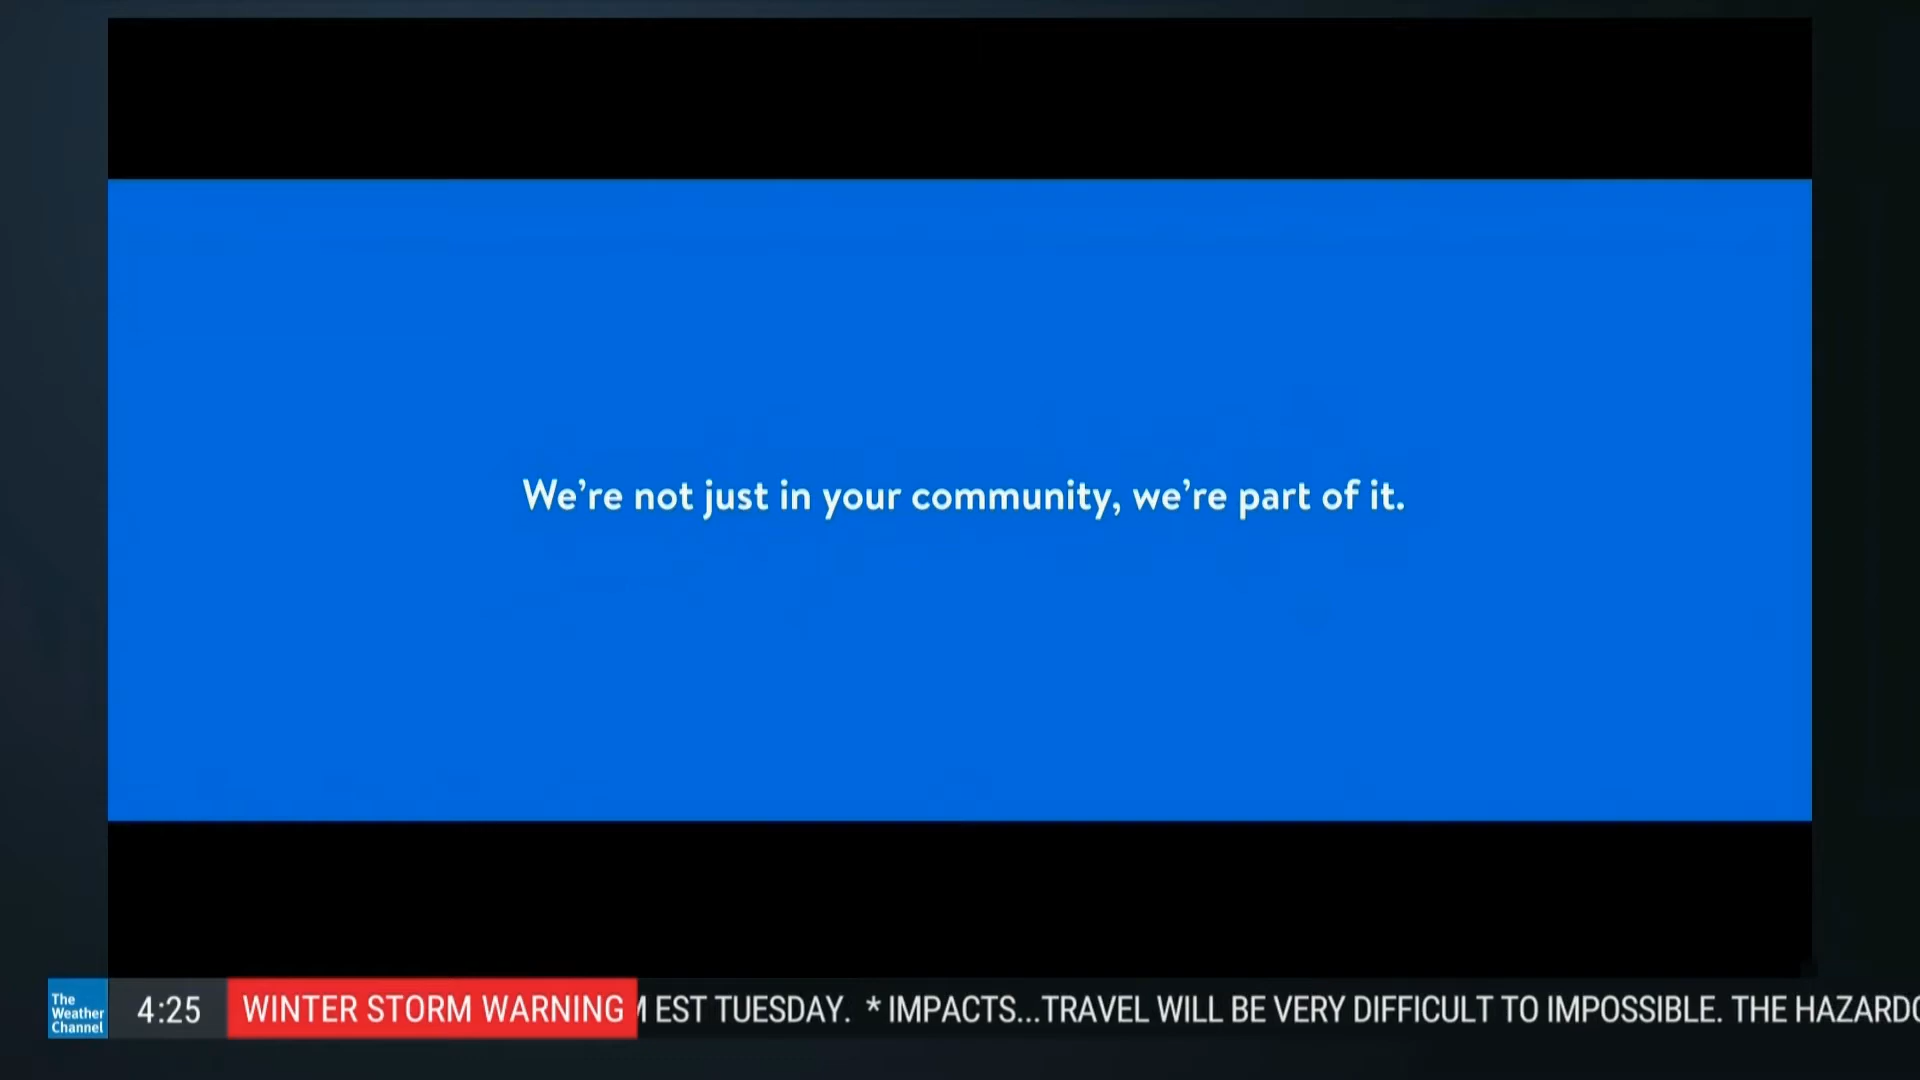 We're not just in your community, we're part of it.
The
Weather
Channel
4:25
WINTER STORM WARNING
EST TUESDAY. * IMPACTS...TRAVEL WILL BE VERY DIFFICULT TO IMPOSSIBLE. THE